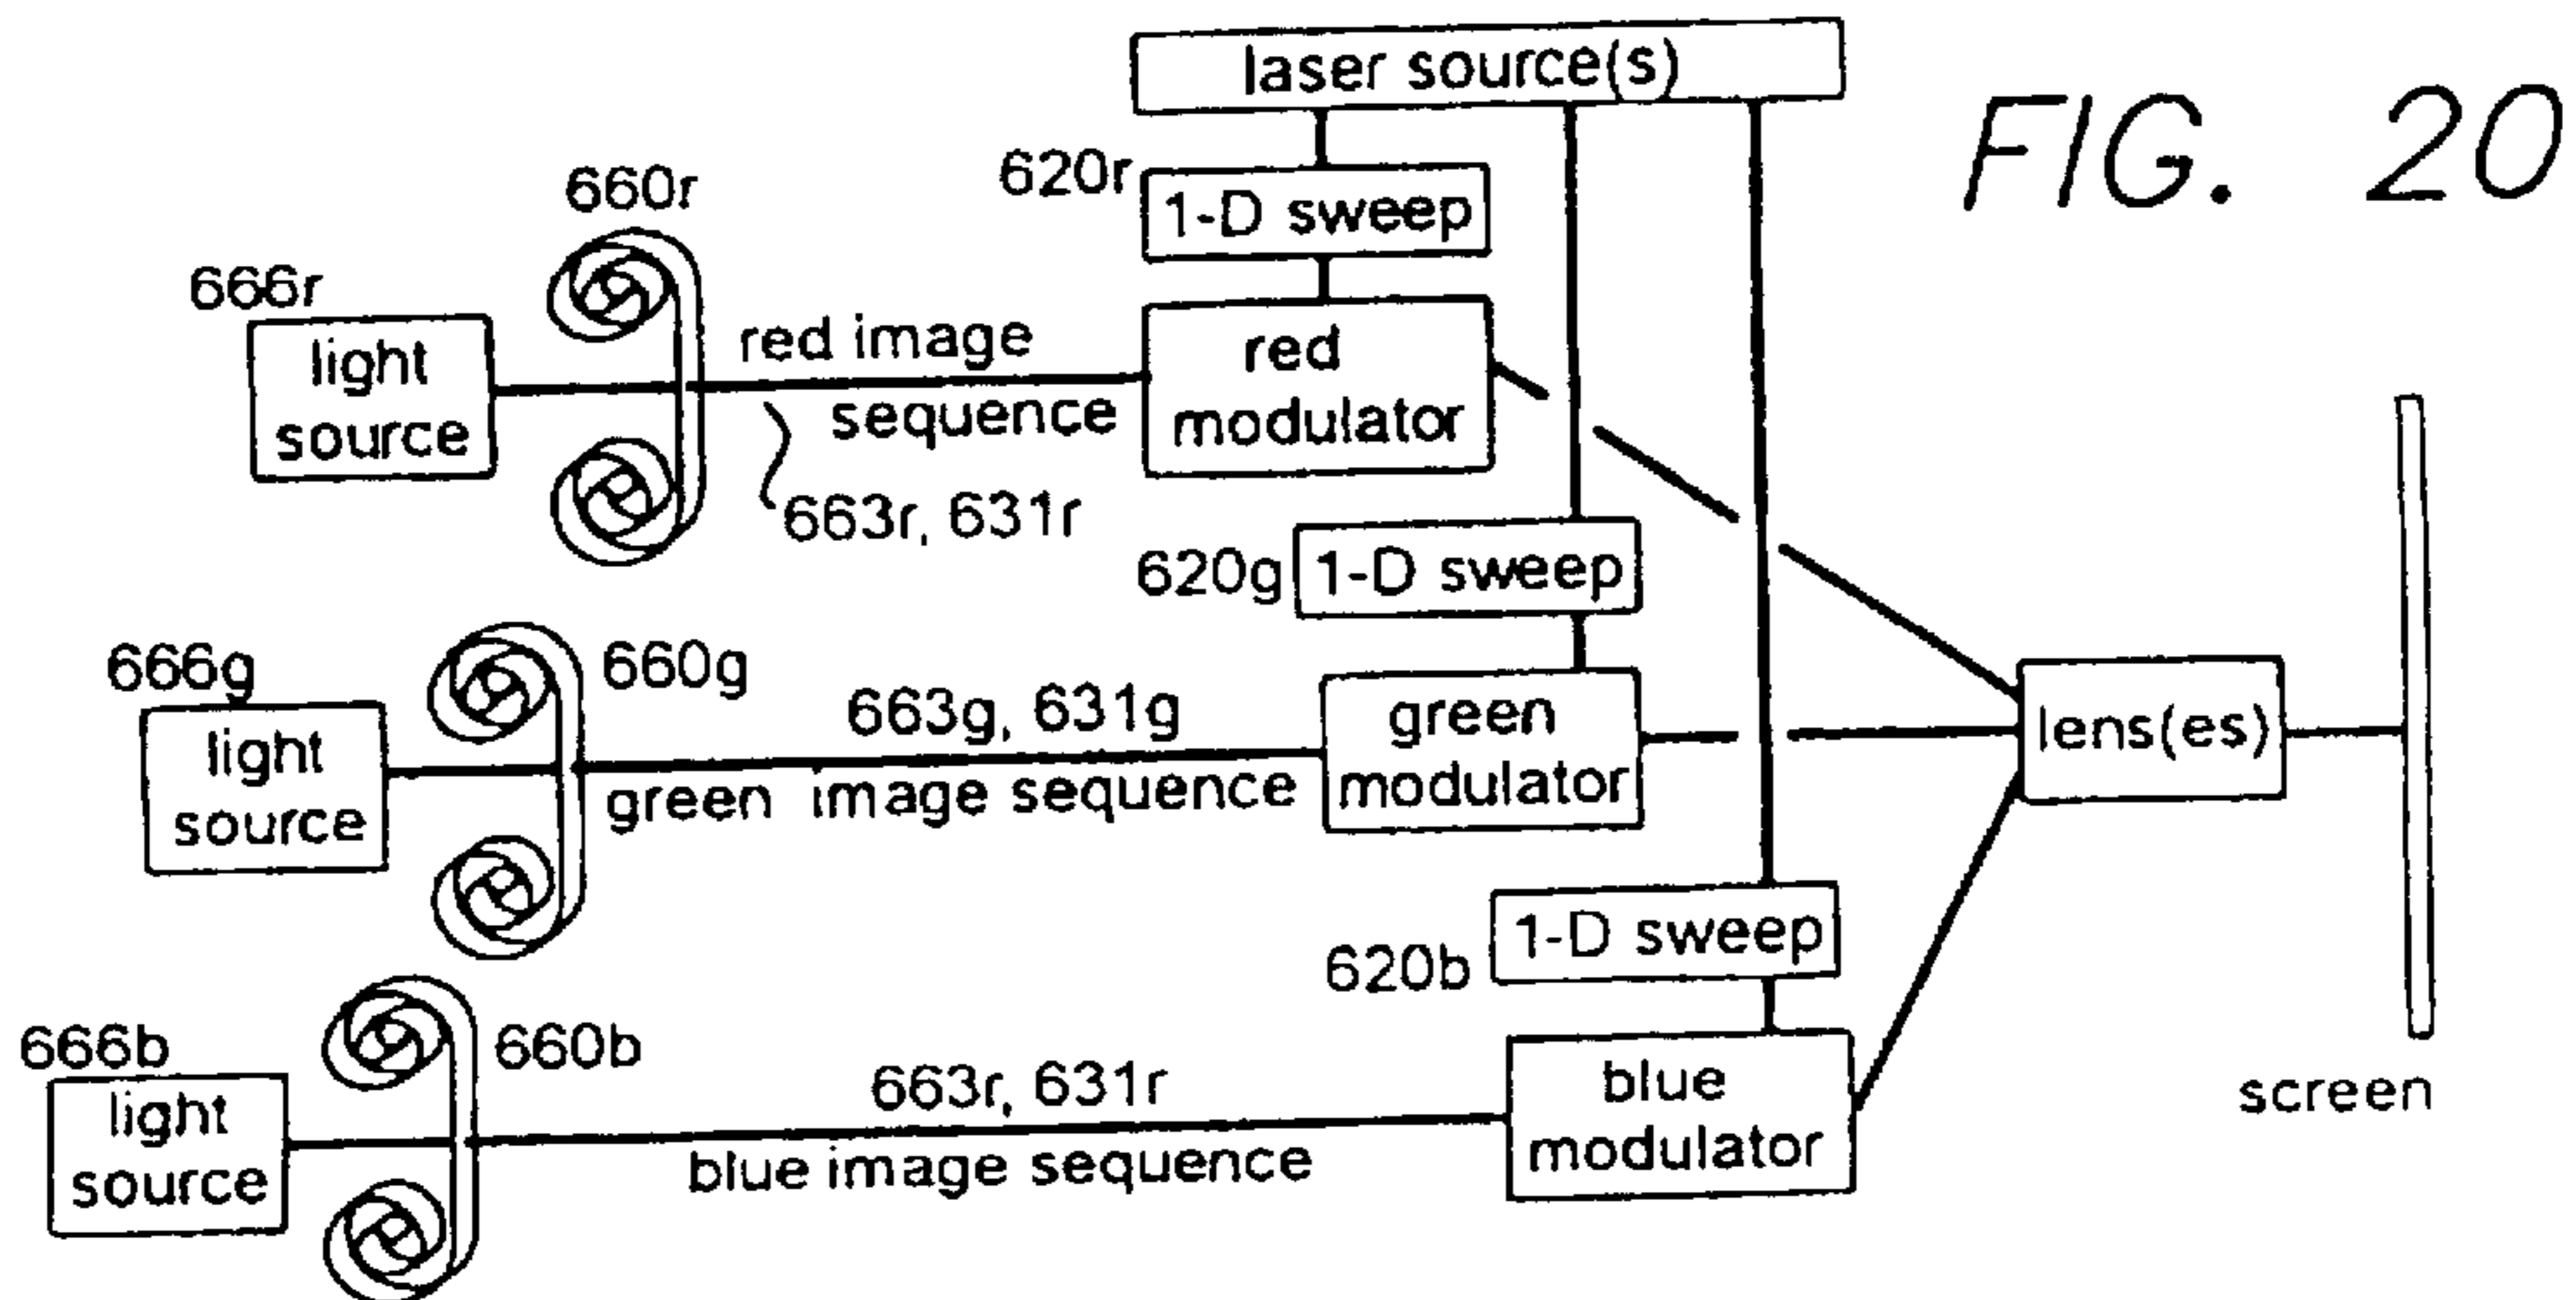 laser source(s)
FIG. 20
620r
1-D sweep
660r
666r
light
source
red image
sequence
663r, 631r
red
modulator
620g
1-D sweep
666g
light
source
660g
663g, 631g
green image sequence
green
modulator
lens(es)
620b
1-D sweep
666b
light
source
660b
663r, 631r
blue image sequence
blue
modulator
screen